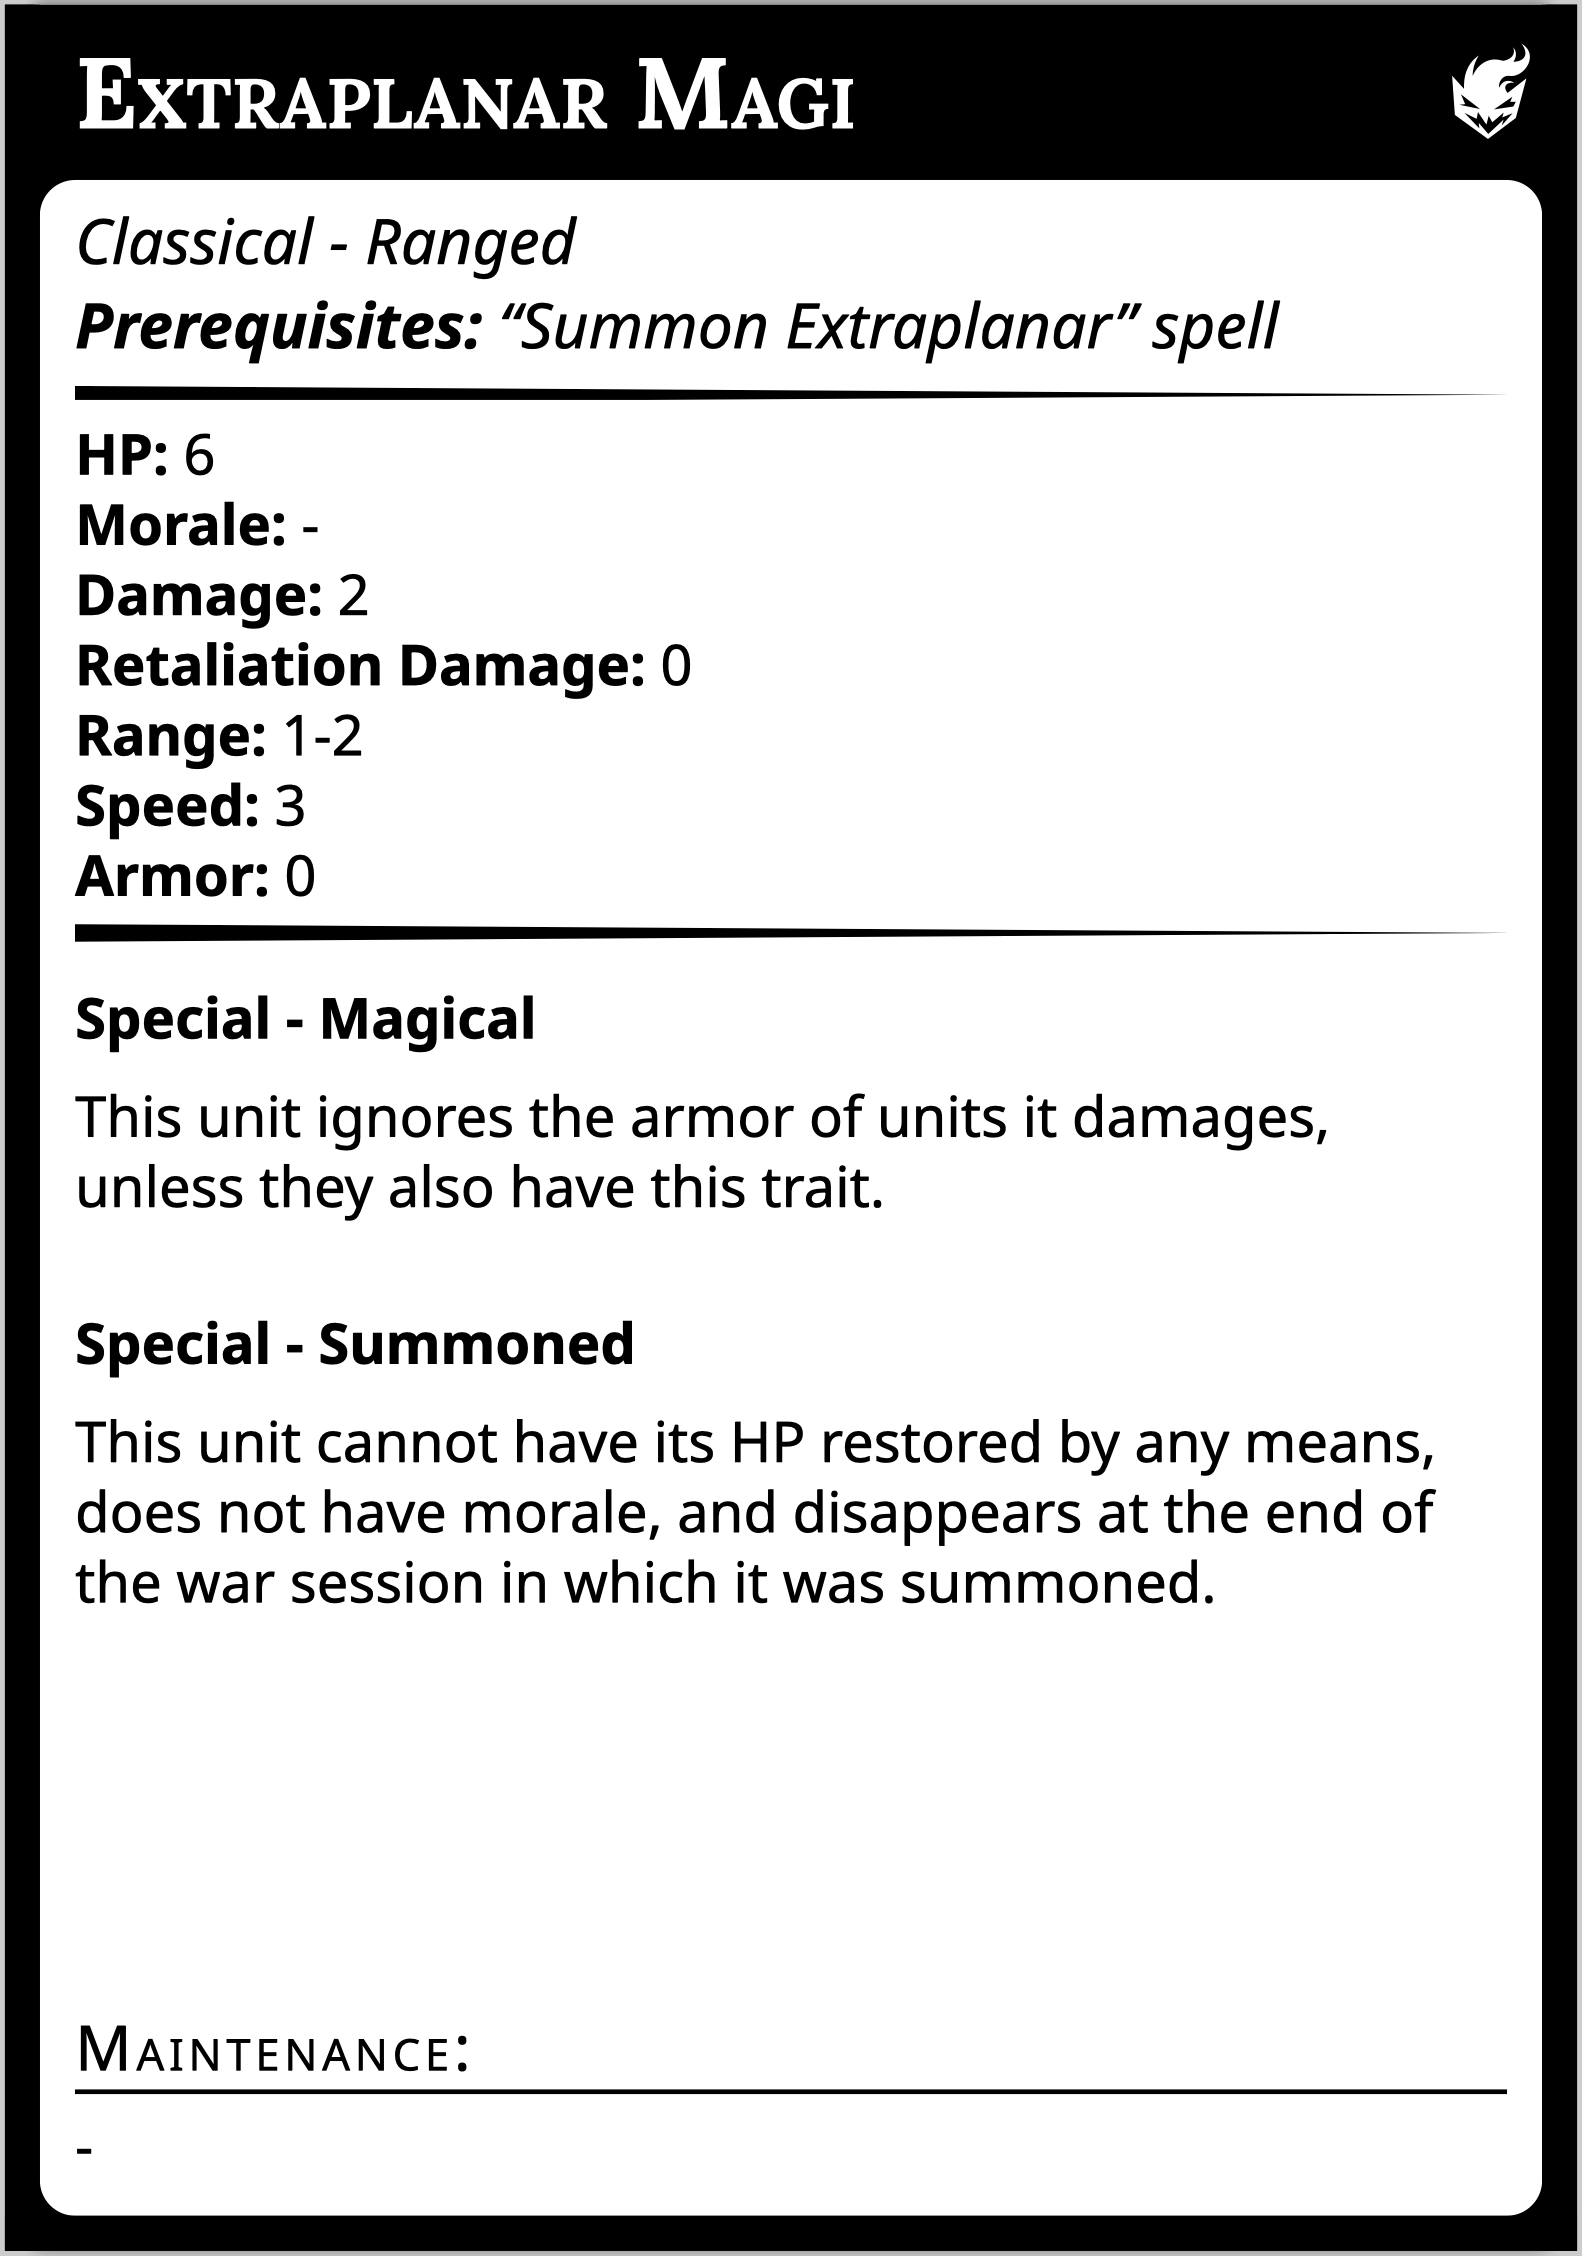 Extraplanar Magi
Classical - Ranged
Prerequisites: “Summon Extraplanar” spell
HP: 6
Morale: -
Damage: 2
Retaliation Damage: 0
Range: 1-2
Speed: 3
Armor: 0
Special - Magical
This unit ignores the armor of units it damages,
unless they also have this trait.
Special - Summoned
This unit cannot have its HP restored by any means,
does not have morale, and disappears at the end of
the war session in which it was summoned.
Maintenance:
-